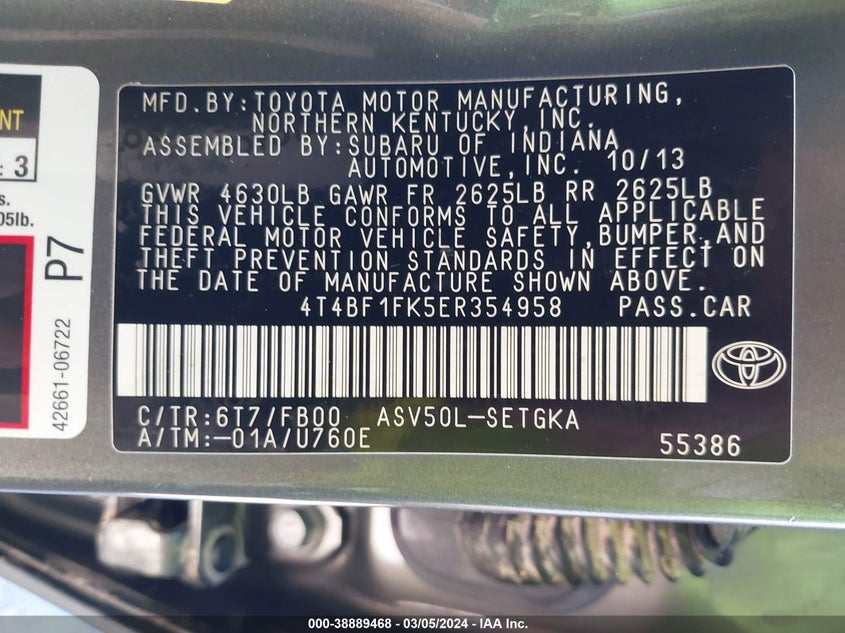 NT
: 3
s.
05lb.
P7
42661-06722
MFD.BY:TOYOTA MOTOR MANUFACTURING,
NORTHERN KENTUCKY,INC.
ASSEMBLED BY:SUBARU OF INDIANA
AUTOMOTIVE,INC. 10/13
GVWR 4630LB GAWR FR 2625LB RR 2625LB
THIS VEHICLE CONFORMS TO ALL APPLICABLE
FEDERAL MOTOR VEHICLE SAFETY,BUMPER,AND
THEFT PREVENTION STANDARDS IN EFFECT ON
THE DATE OF MANUFACTURE SHOWN ABOVE.
4T4BF1FK5ER354958 PASS.CAR
C/TR:6T7/FB00 ASV50L-SETGKA
A/TM:-01A/U760E
55386
000-38889468 - 03/05/2024 - IAA Inc.